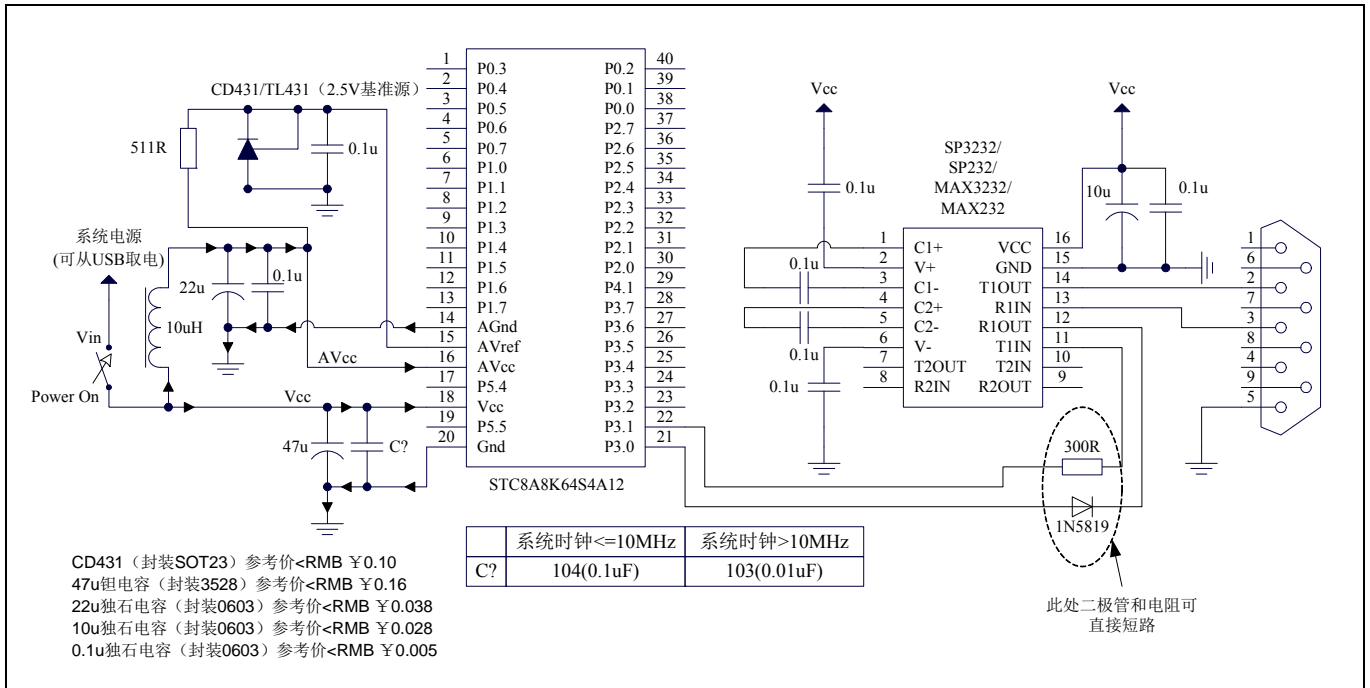 CD431/TL431（2.5V基准源）
511R
0.1u
系统电源
(可从USB取电)
22u
0.1u
10uH
Vin
Power On
AVcc
Vcc
47u
C?
1 P0.3 P0.2 40
2 P0.4 P0.1 39
3 P0.5 P0.0 38
4 P0.6 P2.7 37
5 P0.7 P2.6 36
6 P1.0 P2.5 35
7 P1.1 P2.4 34
8 P1.2 P2.3 33
9 P1.3 P2.2 32
10 P1.4 P2.1 31
11 P1.5 P2.0 30
12 P1.6 P4.1 29
13 P1.7 P3.7 28
14 AGnd P3.6 27
15 AVref P3.5 26
16 AVcc P3.4 25
17 P5.4 P3.3 24
18 Vcc P3.2 23
19 P5.5 P3.1 22
20 Gnd P3.0 21
STC8A8K64S4A12
Vcc
0.1u
0.1u
0.1u
0.1u
SP3232/
SP232/
MAX3232/
MAX232
1 C1+ VCC 16
2 V+ GND 15
3 C1- T1OUT 14
4 C2+ R1IN 13
5 C2- R1OUT 12
6 V- T1IN 11
7 T2OUT T2IN 10
8 R2IN R2OUT 9
Vcc
10u
0.1u
1
6
2
7
3
8
4
9
5
300R
1N5819
此处二极管和电阻可
直接短路
系统时钟<=10MHz 系统时钟>10MHz
C? 104(0.1uF) 103(0.01uF)
CD431（封装SOT23）参考价<RMB ￥0.10
47u钽电容（封装3528）参考价<RMB ￥0.16
22u独石电容（封装0603）参考价<RMB ￥0.038
10u独石电容（封装0603）参考价<RMB ￥0.028
0.1u独石电容（封装0603）参考价<RMB ￥0.005